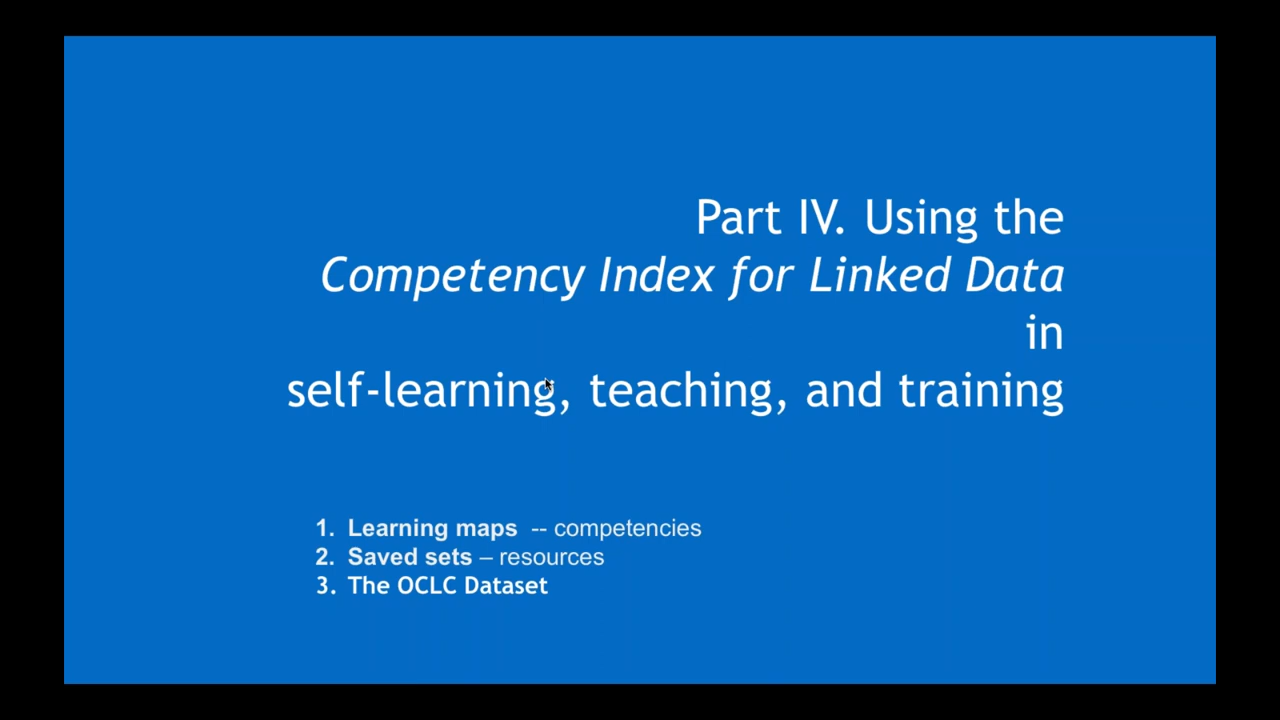 Part IV. Using the
Competency Index for Linked Data
in
self-learning, teaching, and training
1. Learning maps -- competencies
2. Saved sets – resources
3. The OCLC Dataset